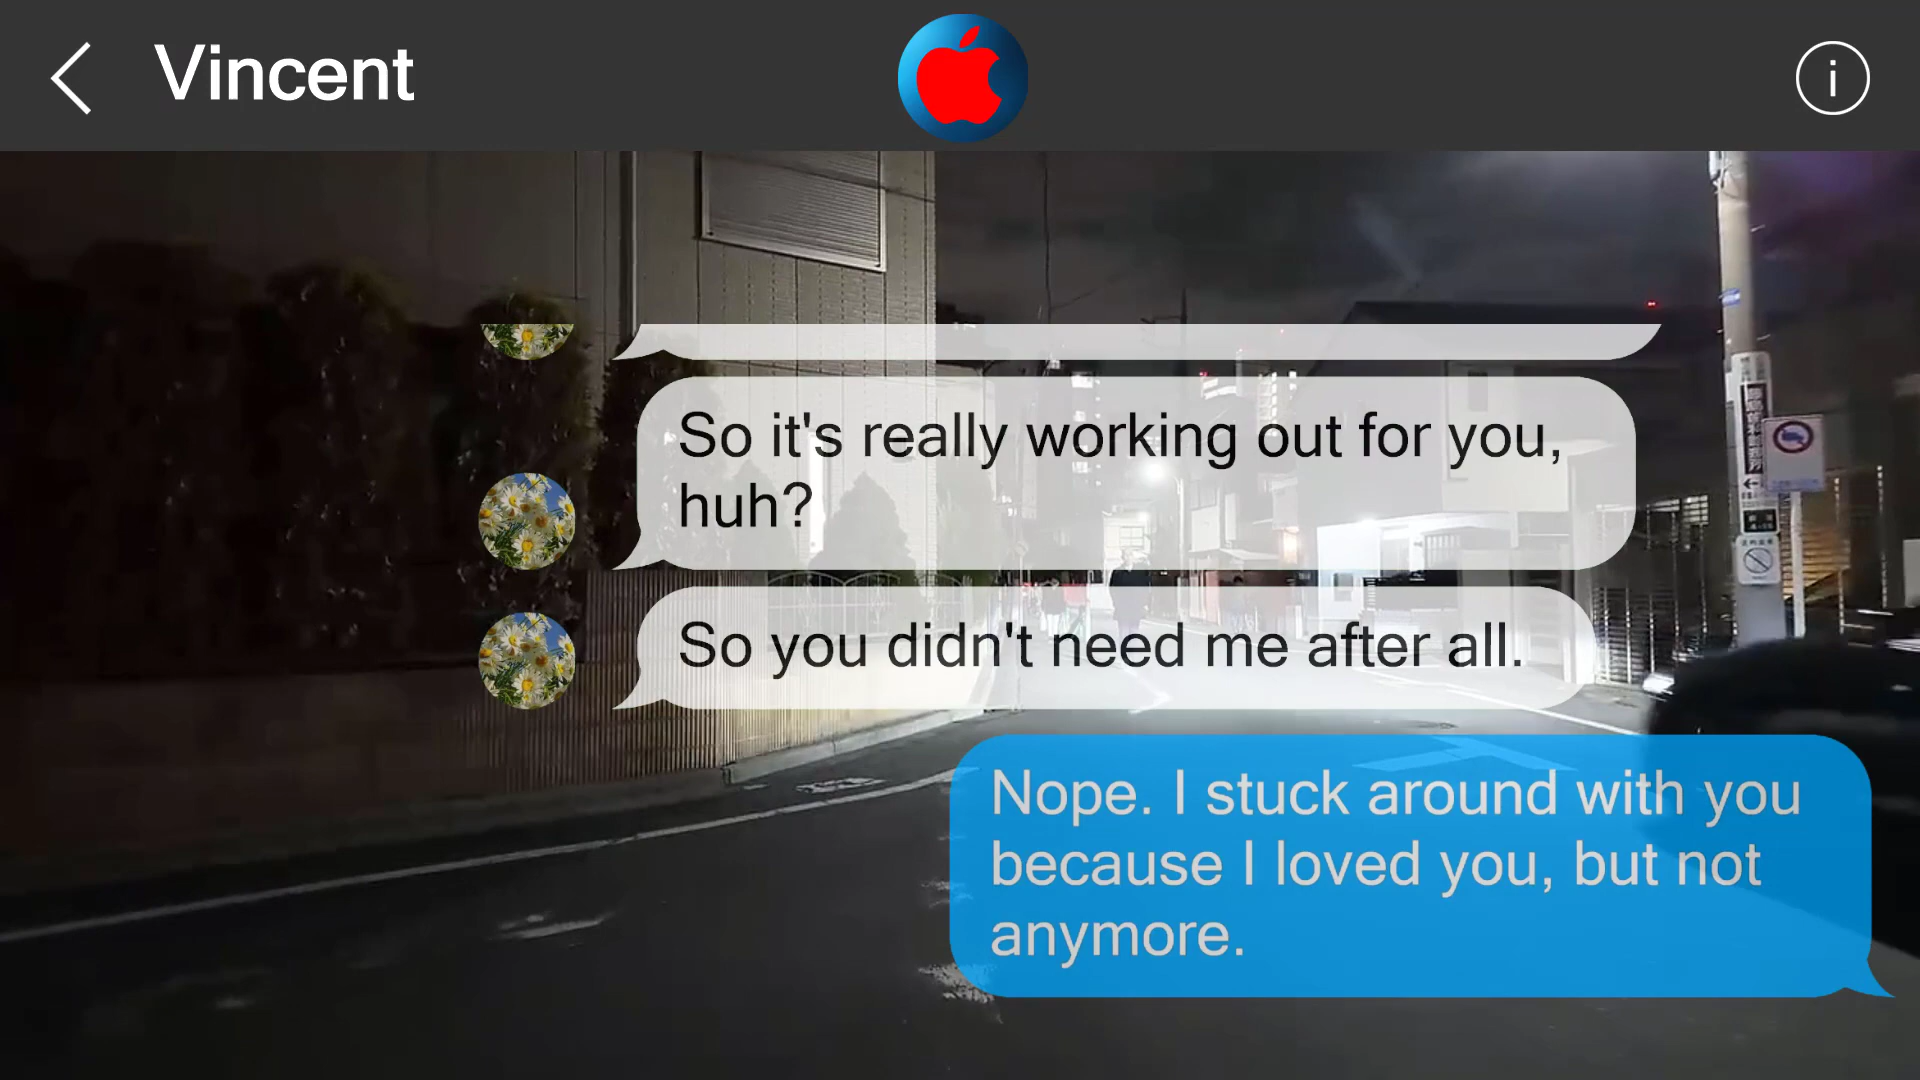 Vincent
i
So it's really working out for you,
huh?
So you didn't need me after all.
Nope. I stuck around with you
because I loved you, but not
anymore.